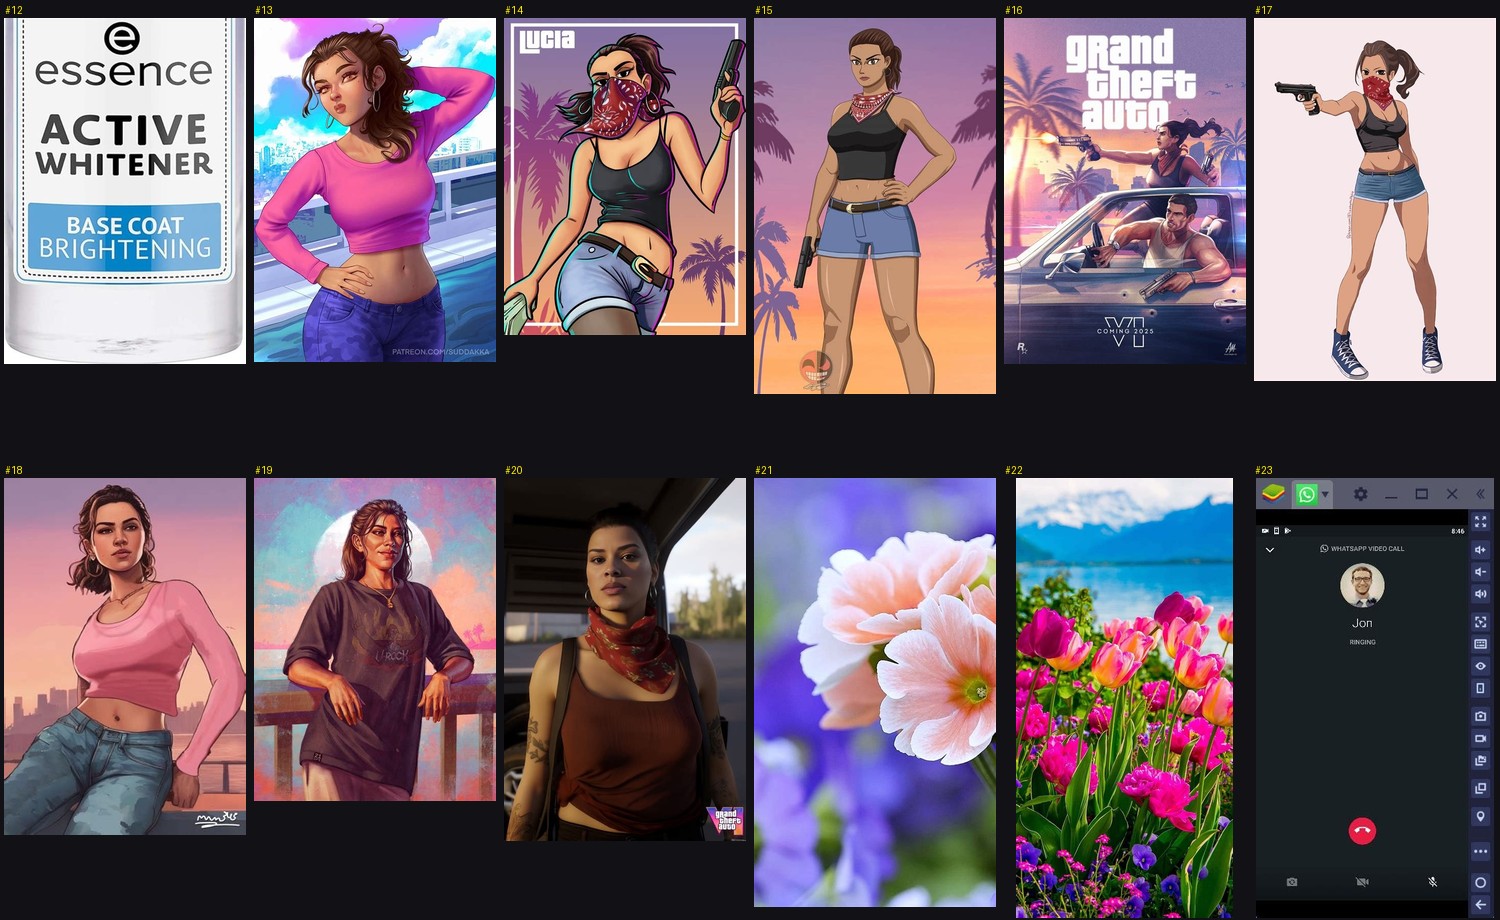 #12
e
essence
ACTIVE
WHITENER
BASE COAT
BRIGHTENING
#13
PATREON.COM/SUDDAKKA
#14
LUCIA
#15
#16
grand
theft
auto
VI
COMING 2025
R
#17
#18
#19
U-ROCK
#20
grand
theft
auto
VI
#21
#22
#23
8:46
WHATSAPP VIDEO CALL
Jon
RINGING